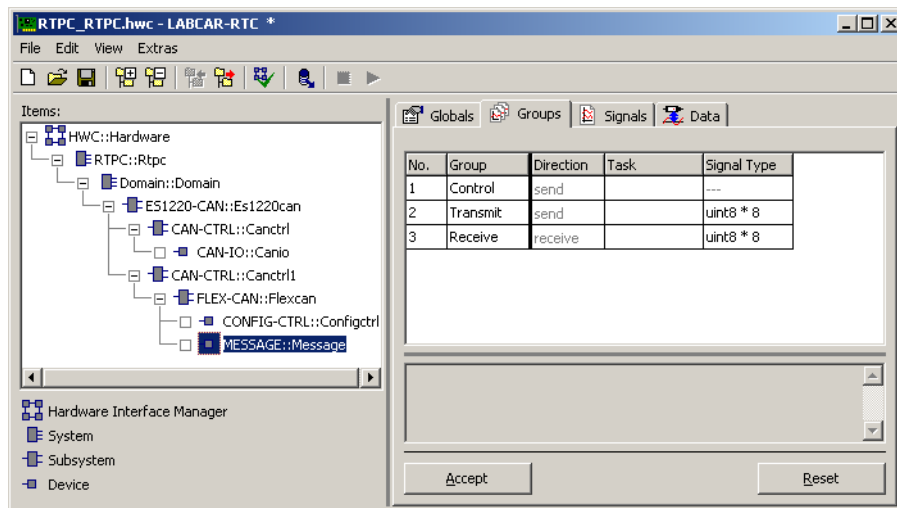 RTPC_RTPC.hwc - LABCAR-RTC *
File Edit View Extras
Items:
HWC::Hardware
RTPC::Rtpc
Domain::Domain
ES1220-CAN::Es1220can
CAN-CTRL::Canctrl
CAN-IO::Canio
CAN-CTRL::Canctrl1
FLEX-CAN::Flexcan
CONFIG-CTRL::Configctrl
MESSAGE::Message
Hardware Interface Manager
System
Subsystem
Device
Globals Groups Signals Data
No. Group Direction Task Signal Type
1 Control send ---
2 Transmit send uint8 * 8
3 Receive receive uint8 * 8
Accept Reset